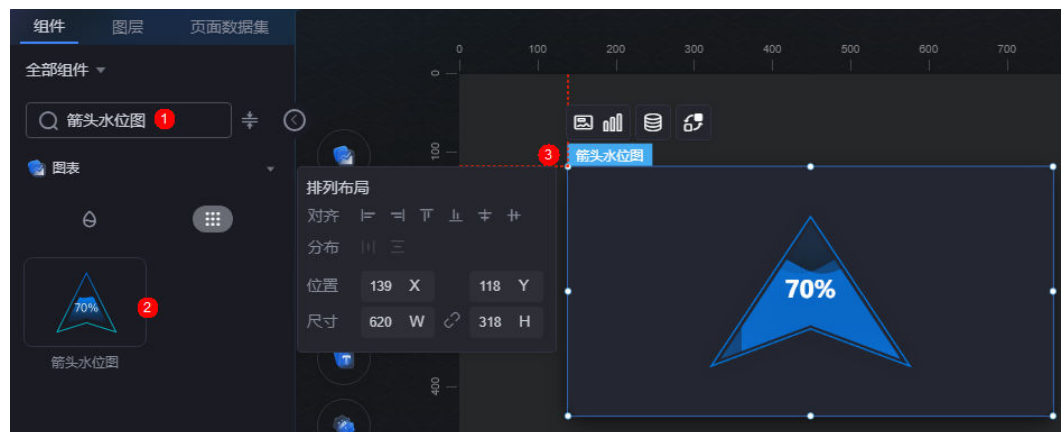 组件 图层 页面数据集
全部组件
箭头水位图 1
图表
70% 2
箭头水位图
0 100 200 300 400 500 600 700
0
100
400
3 箭头水位图
排列布局
对齐
分布
位置 139 X 118 Y
尺寸 620 W 318 H
T
70%